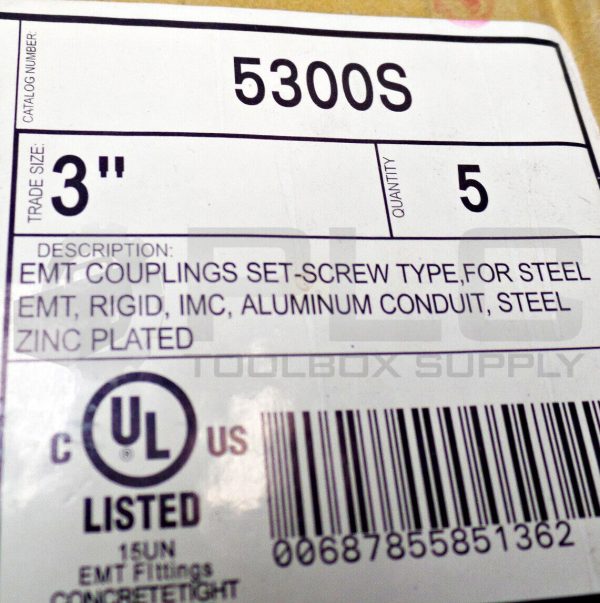 CATALOG NUMBER:
5300S
TRADE SIZE:
3"
QUANTITY
5
DESCRIPTION:
EMT COUPLINGS SET-SCREW TYPE,FOR STEEL
EMT, RIGID, IMC, ALUMINUM CONDUIT, STEEL
ZINC PLATED
PLC
TOOLBOX SUPPLY
C UL US
®
LISTED
15UN
EMT Fittings
CONCRETETIGHT
00687855851362